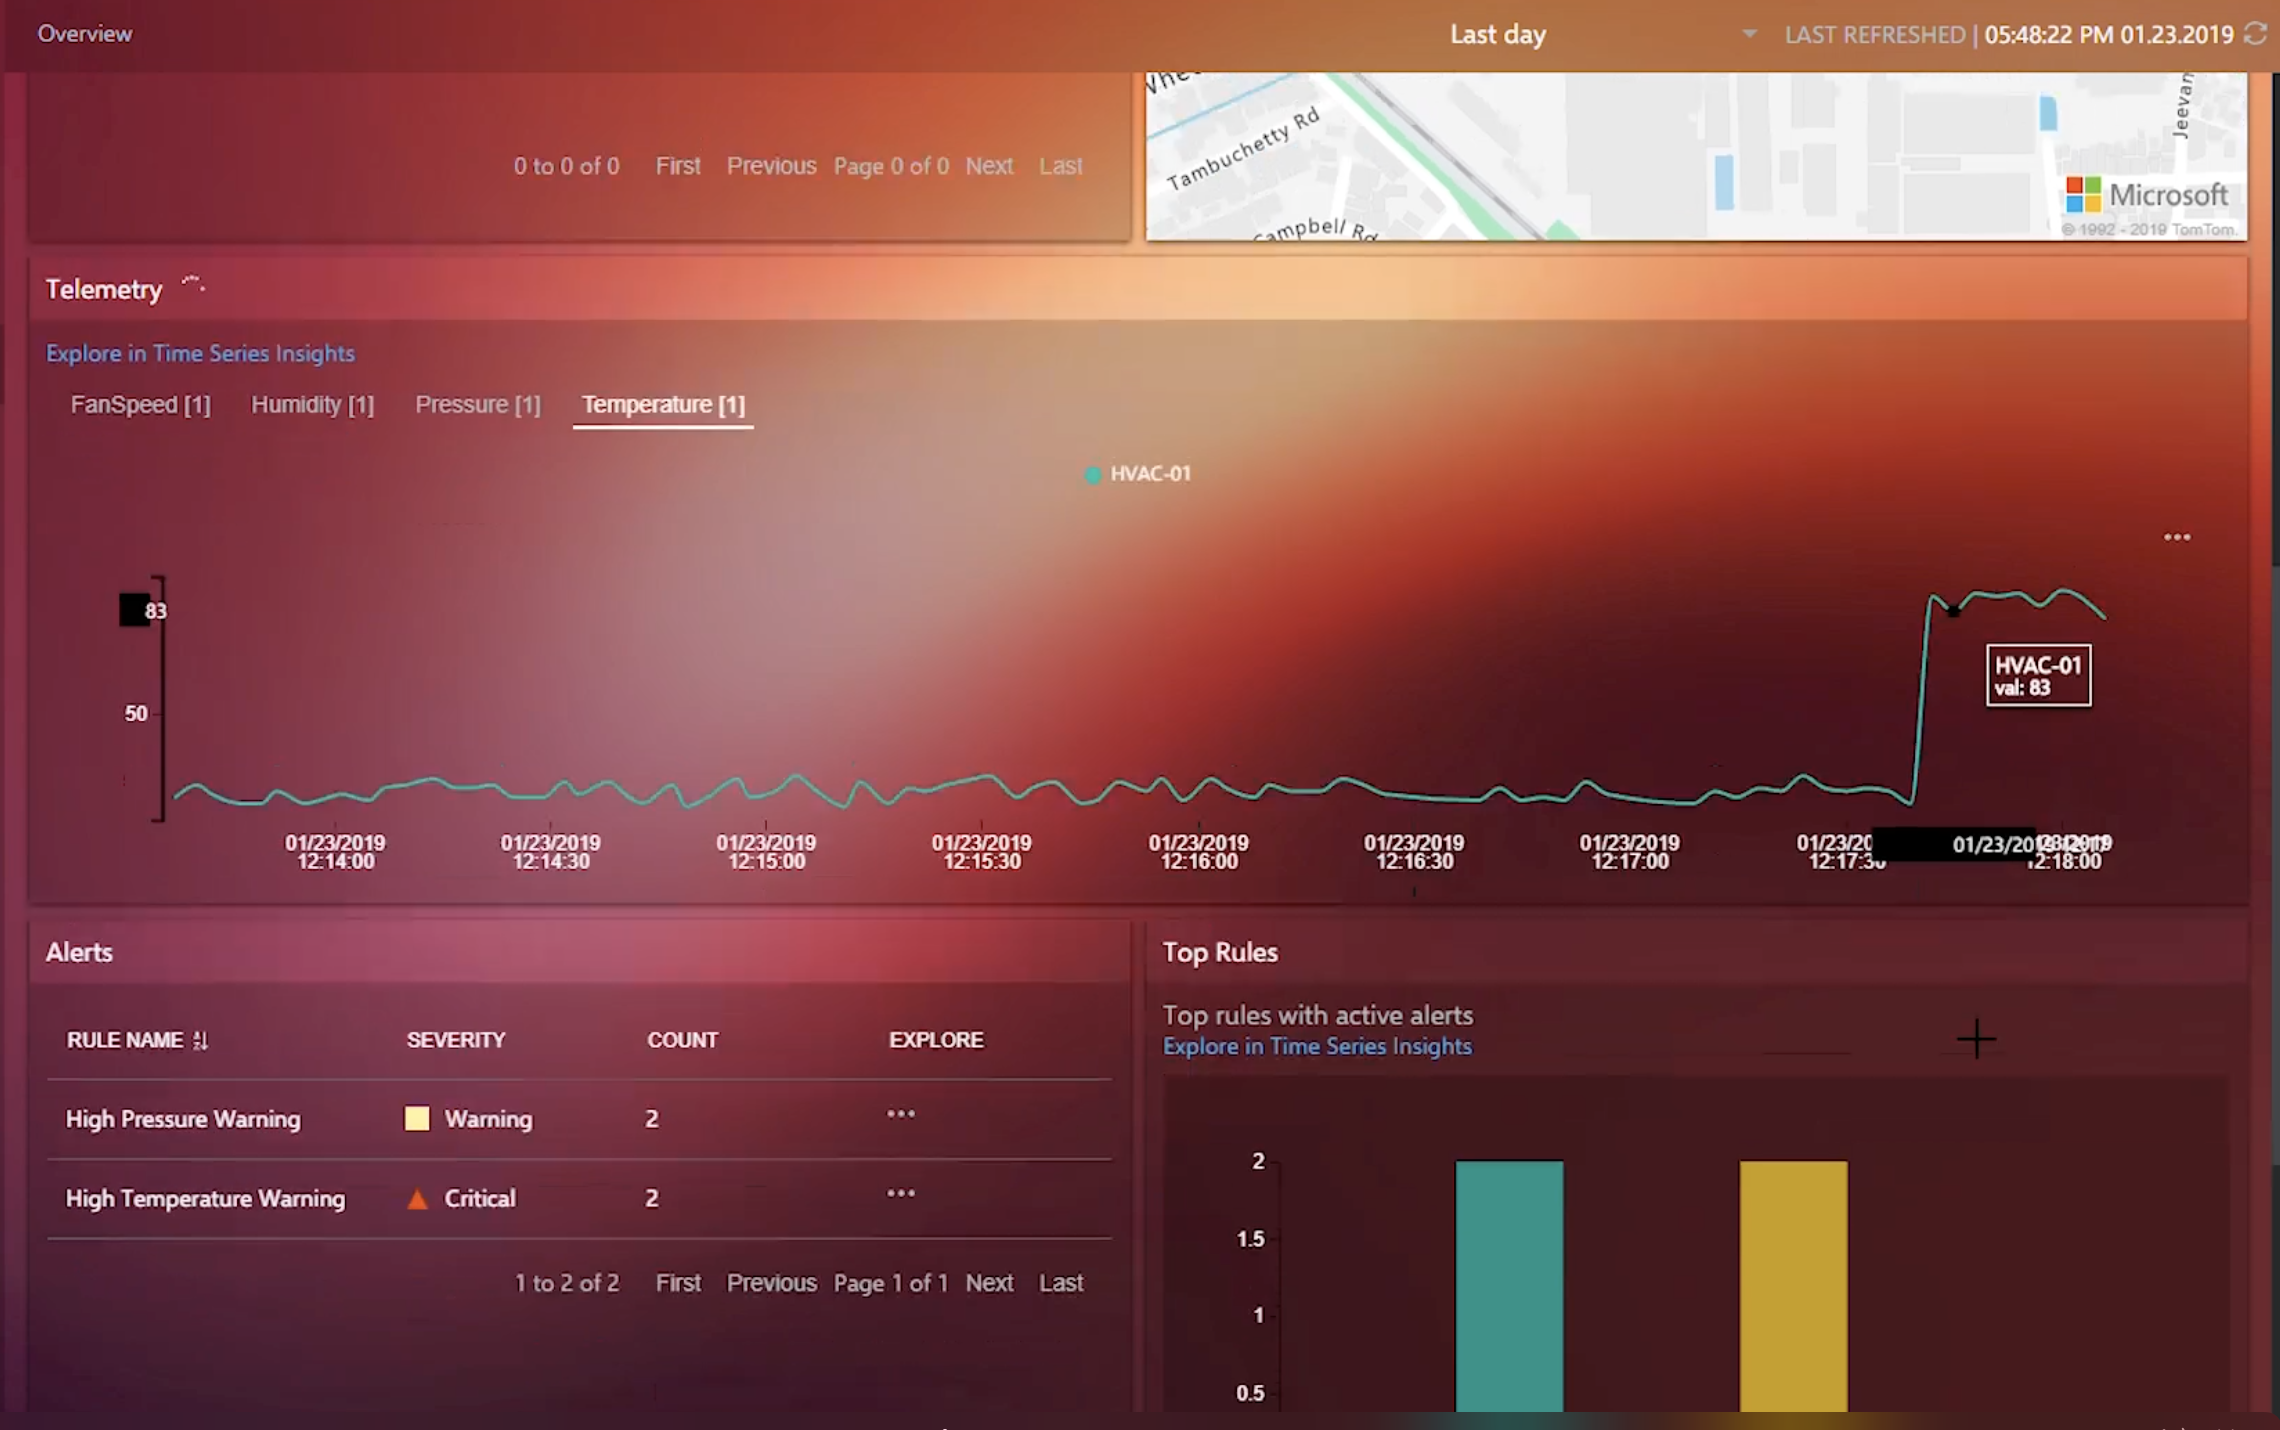 Overview
Last day
LAST REFRESHED | 05:48:22 PM 01.23.2019
0 to 0 of 0 First Previous Page 0 of 0 Next Last
Tambuchetty Rd
Campbell Rd
Jeevan
Microsoft
© 1992 - 2019 TomTom.
Telemetry
Explore in Time Series Insights
FanSpeed [1] Humidity [1] Pressure [1] Temperature [1]
HVAC-01
83
50
HVAC-01
val: 83
01/23/2019
12:14:00
01/23/2019
12:14:30
01/23/2019
12:15:00
01/23/2019
12:15:30
01/23/2019
12:16:00
01/23/2019
12:16:30
01/23/2019
12:17:00
01/23/20
12:17:30
12:18:00
Alerts
RULE NAME SEVERITY COUNT EXPLORE
High Pressure Warning Warning 2 •••
High Temperature Warning Critical 2 •••
1 to 2 of 2 First Previous Page 1 of 1 Next Last
Top Rules
Top rules with active alerts
Explore in Time Series Insights
2
1.5
1
0.5